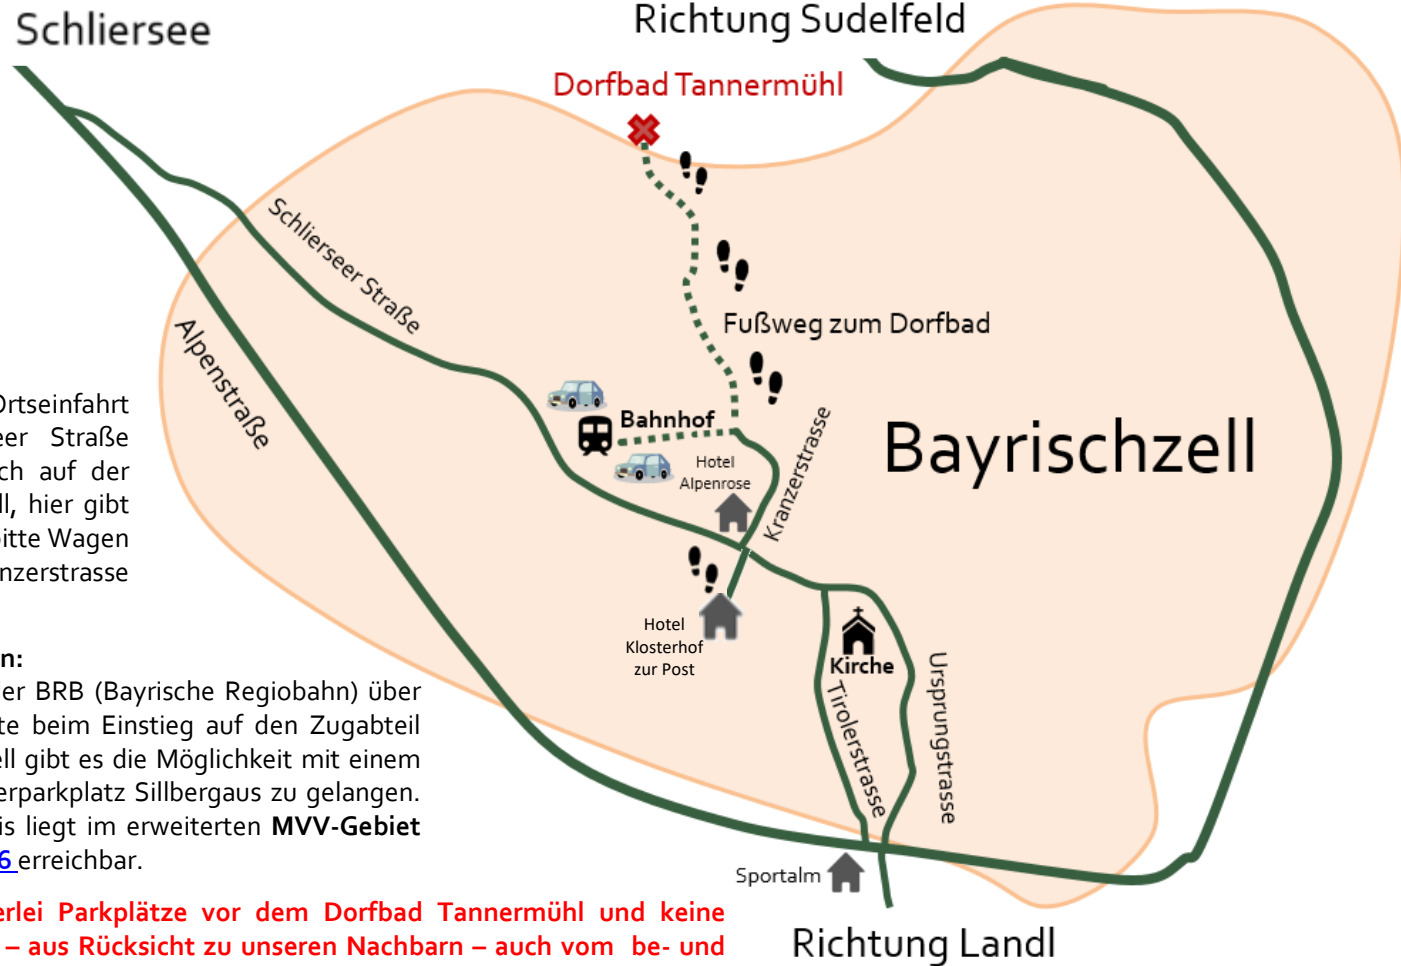 Schliersee
Richtung Sudelfeld
Dorfbad Tannermühl
Schlierseer Straße
Alpenstraße
Fußweg zum Dorfbad
Bahnhof
Hotel
Alpenrose
Kranzerstrasse
Bayrischzell
Hotel
Klosterhof
zur Post
Kirche
Tirolerstrasse
Ursprungstrasse
Sportalm
Richtung Landl
Ortseinfahrt
eer Straße
ch auf der
ll, hier gibt
bitte Wagen
nzerstrasse
n:
er BRB (Bayrische Regiobahn) über
te beim Einstieg auf den Zugabteil
ell gibt es die Möglichkeit mit einem
erparkplatz Sillbergaus zu gelangen.
is liegt im erweiterten MVV-Gebiet
6 erreichbar.
erlei Parkplätze vor dem Dorfbad Tannermühl und keine
– aus Rücksicht zu unseren Nachbarn – auch vom be- und